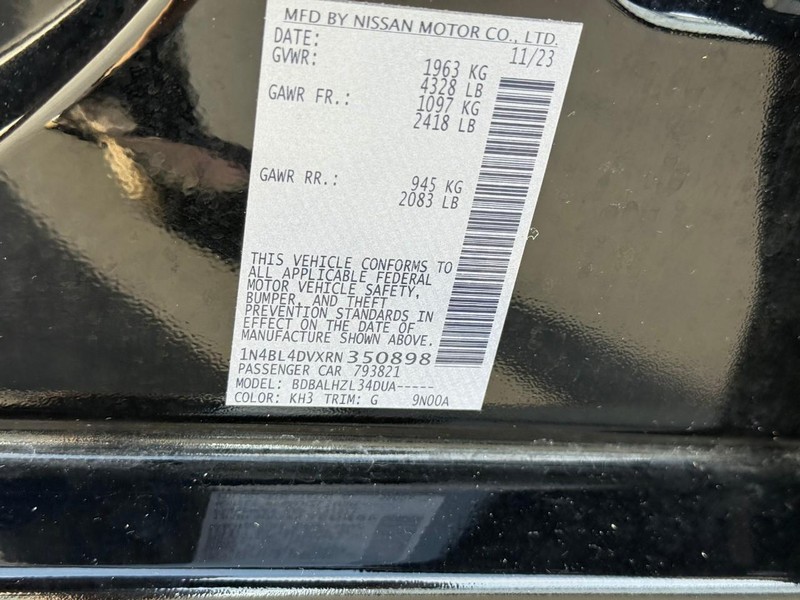 MFD BY NISSAN MOTOR CO., LTD.
DATE: 11/23
GVWR: 1963 KG
4328 LB
GAWR FR.: 1097 KG
2418 LB
GAWR RR.: 945 KG
2083 LB
THIS VEHICLE CONFORMS TO
ALL APPLICABLE FEDERAL
MOTOR VEHICLE SAFETY,
BUMPER, AND THEFT
PREVENTION STANDARDS IN
EFFECT ON THE DATE OF
MANUFACTURE SHOWN ABOVE.
1N4BL4DVXRN350898
PASSENGER CAR 793821
MODEL: BDBALHZL34DUA-----
COLOR: KH3 TRIM: G 9N00A